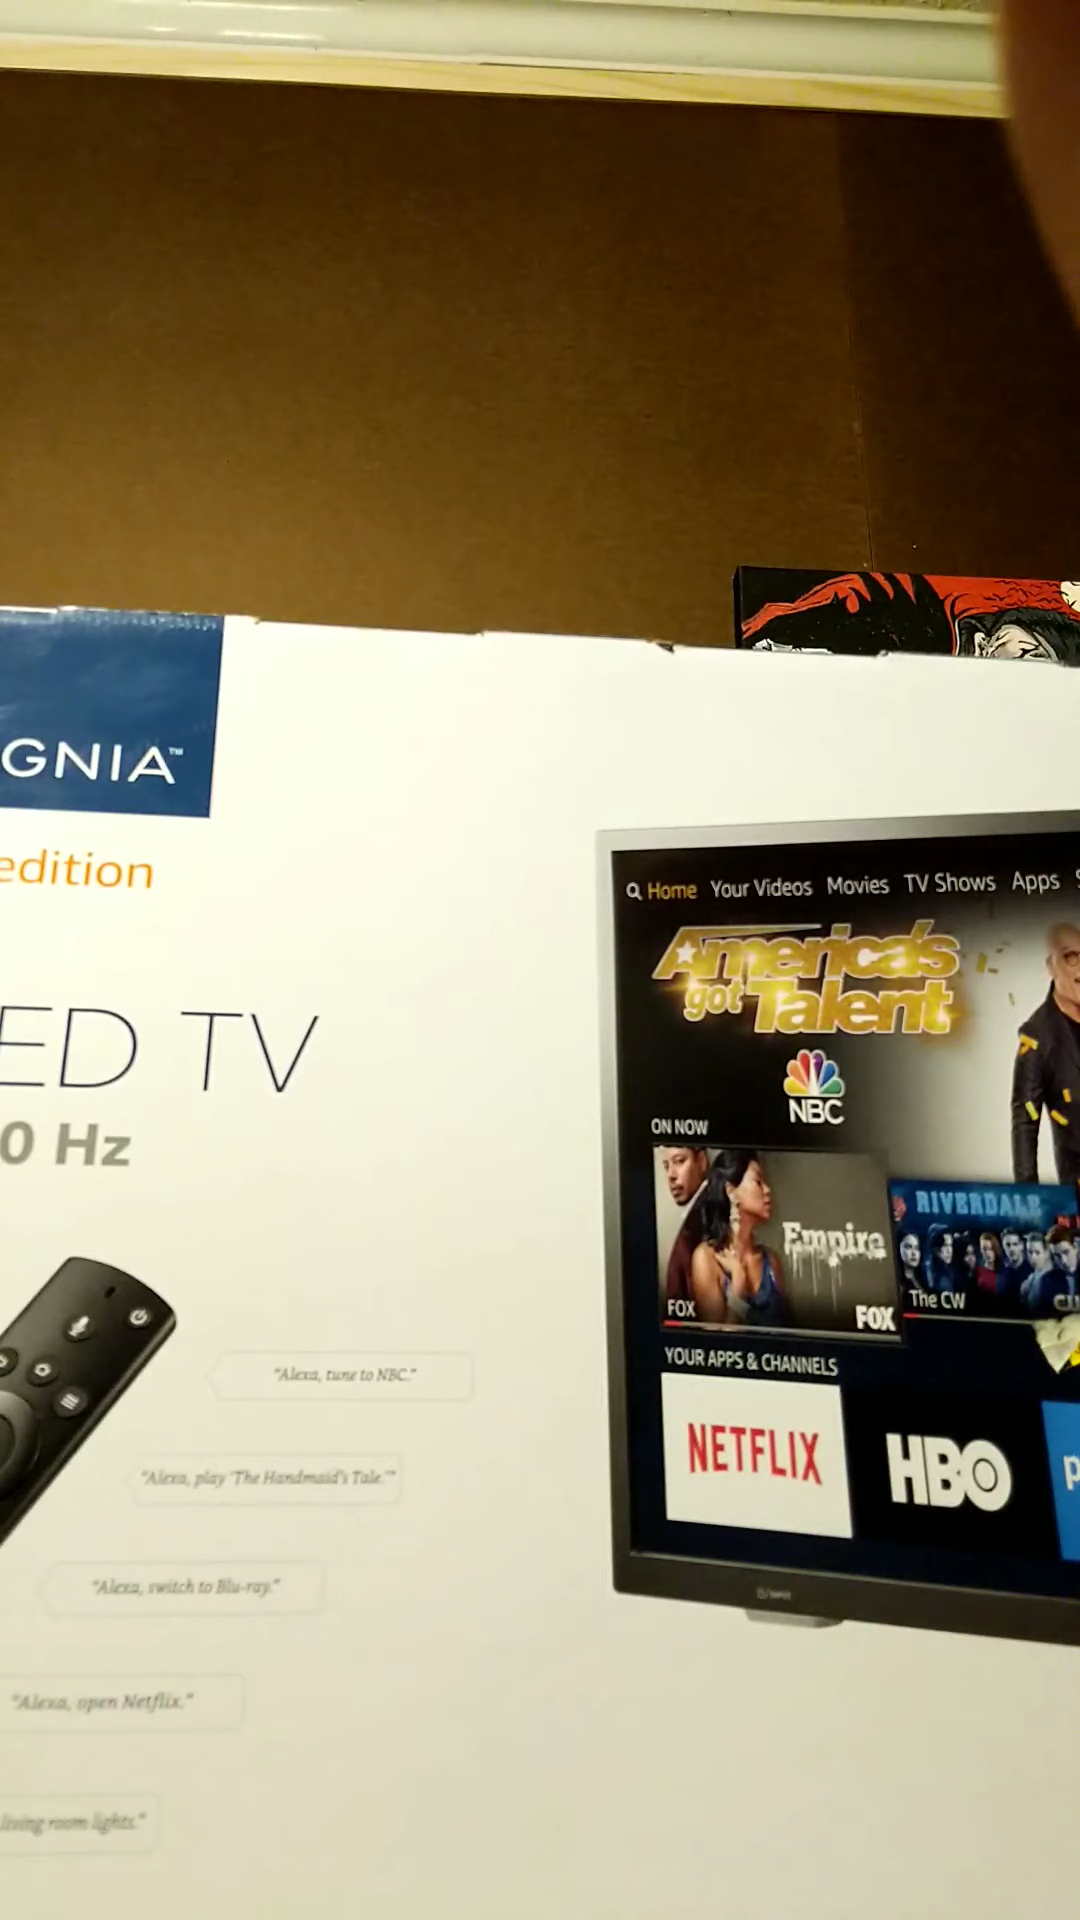 GNIA™
edition
ED TV
0 Hz
"Alexa, tune to NBC."
"Alexa, play 'The Handmaid's Tale.'"
"Alexa, switch to Blu-ray."
"Alexa, open Netflix."
living room lights."
Home Your Videos Movies TV Shows Apps
America's
got Talent
NBC
ON NOW
Empire
FOX
FOX
RIVERDALE
The CW
YOUR APPS & CHANNELS
NETFLIX
HBO
p